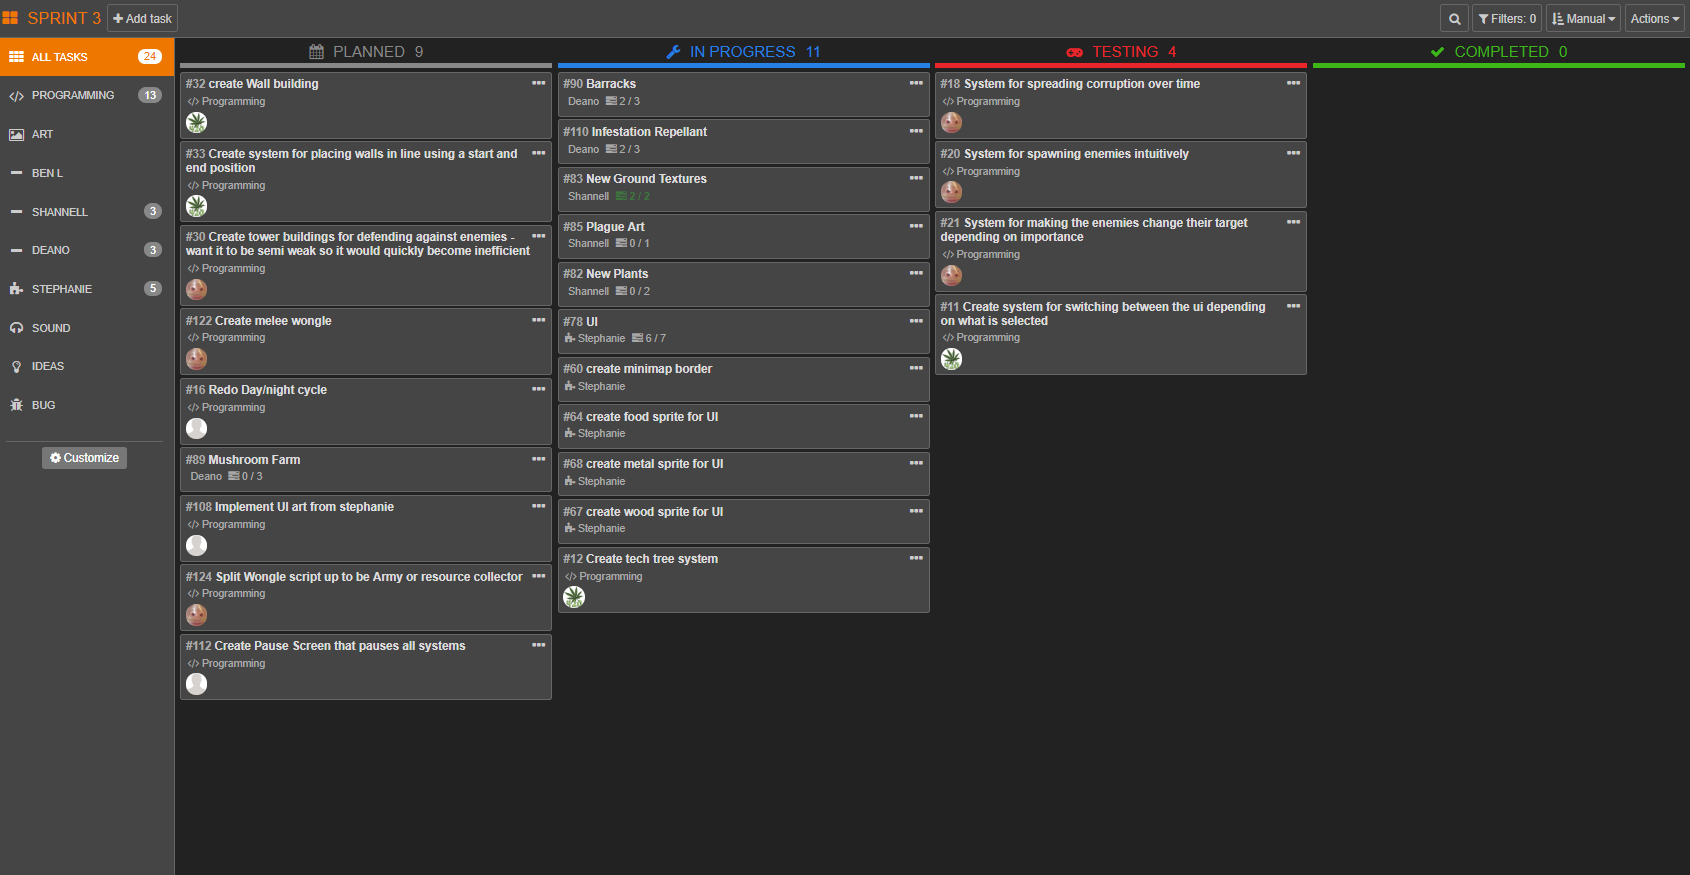 SPRINT 3 Add task
Filters: 0 Manual Actions
ALL TASKS 24
PROGRAMMING 13
ART
BEN L
SHANNELL 3
DEANO 3
STEPHANIE 5
SOUND
IDEAS
BUG
Customize
PLANNED 9
#32 create Wall building
Programming
#33 Create system for placing walls in line using a start and
end position
Programming
#30 Create tower buildings for defending against enemies -
want it to be semi weak so it would quickly become inefficient
Programming
#122 Create melee wongle
Programming
#16 Redo Day/night cycle
Programming
#89 Mushroom Farm
Deano 0 / 3
#108 Implement UI art from stephanie
Programming
#124 Split Wongle script up to be Army or resource collector
Programming
#112 Create Pause Screen that pauses all systems
Programming
IN PROGRESS 11
#90 Barracks
Deano 2 / 3
#110 Infestation Repellant
Deano 2 / 3
#83 New Ground Textures
Shannell 2 / 2
#85 Plague Art
Shannell 0 / 1
#82 New Plants
Shannell 0 / 2
#78 UI
Stephanie 6 / 7
#60 create minimap border
Stephanie
#64 create food sprite for UI
Stephanie
#68 create metal sprite for UI
Stephanie
#67 create wood sprite for UI
Stephanie
#12 Create tech tree system
Programming
TESTING 4
#18 System for spreading corruption over time
Programming
#20 System for spawning enemies intuitively
Programming
#21 System for making the enemies change their target
depending on importance
Programming
#11 Create system for switching between the ui depending
on what is selected
Programming
COMPLETED 0